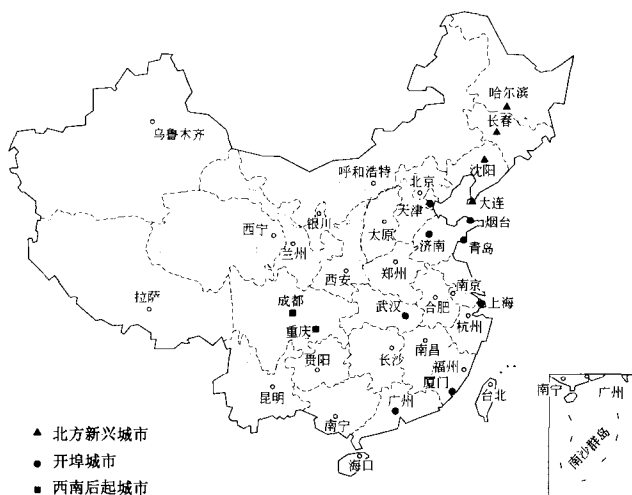 哈尔滨
长春
乌鲁木齐
沈阳
呼和浩特
北京
大连
天津
银川
烟台
西宁
太原
济南
青岛
兰州
郑州
西安
拉萨
成都
南京
武汉
合肥
上海
重庆
杭州
贵阳
长沙
南昌
福州
昆明
厦门
台北
广州
南宁
海口
南宁
广州
南沙群岛
北方新兴城市
开埠城市
西南后起城市